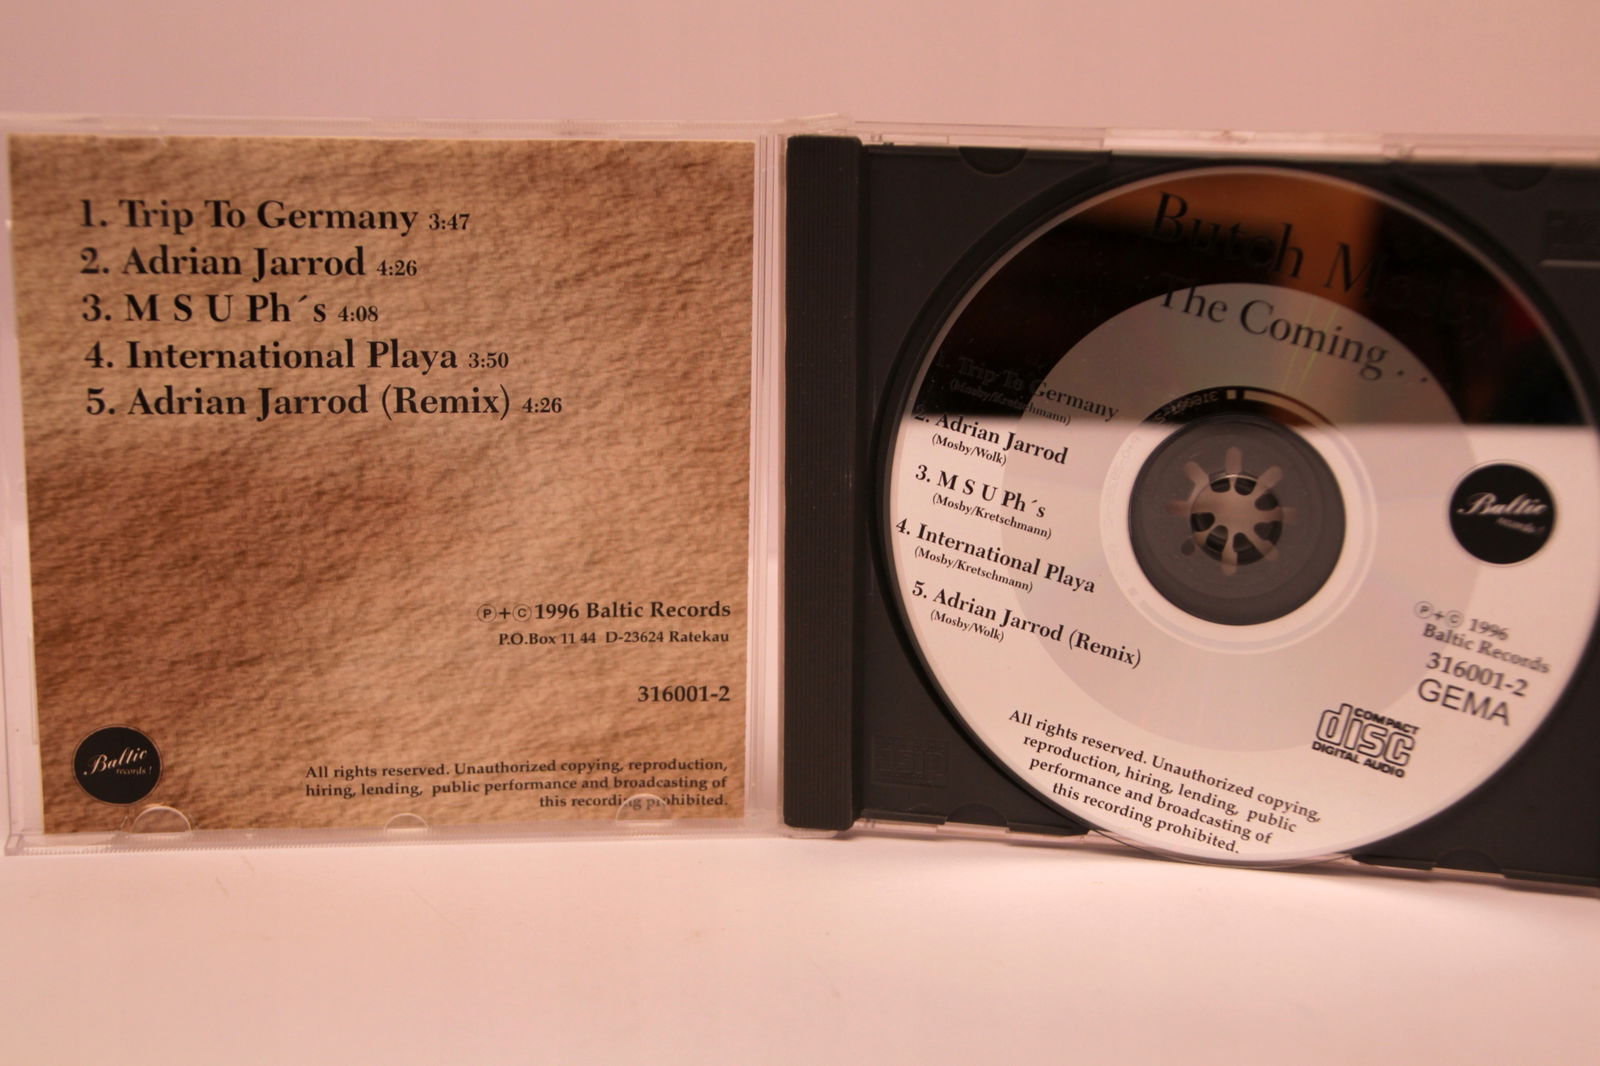 1. Trip To Germany 3:47
2. Adrian Jarrod 4:26
3. M S U Ph´s 4:08
4. International Playa 3:50
5. Adrian Jarrod (Remix) 4:26
℗+© 1996 Baltic Records
P.O.Box 11 44 D-23624 Ratekau
316001-2
Baltic
records !
All rights reserved. Unauthorized copying, reproduction,
hiring, lending, public performance and broadcasting of
this recording prohibited.
Butch
The Coming . .
1. Trip To Germany
(Mosby/Kretschmann)
2. Adrian Jarrod
(Mosby/Wolk)
3. M S U Ph´s
(Mosby/Kretschmann)
4. International Playa
(Mosby/Kretschmann)
5. Adrian Jarrod (Remix)
(Mosby/Wolk)
Baltic
records !
℗+© 1996
Baltic Records
316001-2
GEMA
COMPACT
disc
DIGITAL AUDIO
All rights reserved. Unauthorized copying,
reproduction, hiring, lending, public
performance and broadcasting of
this recording prohibited.